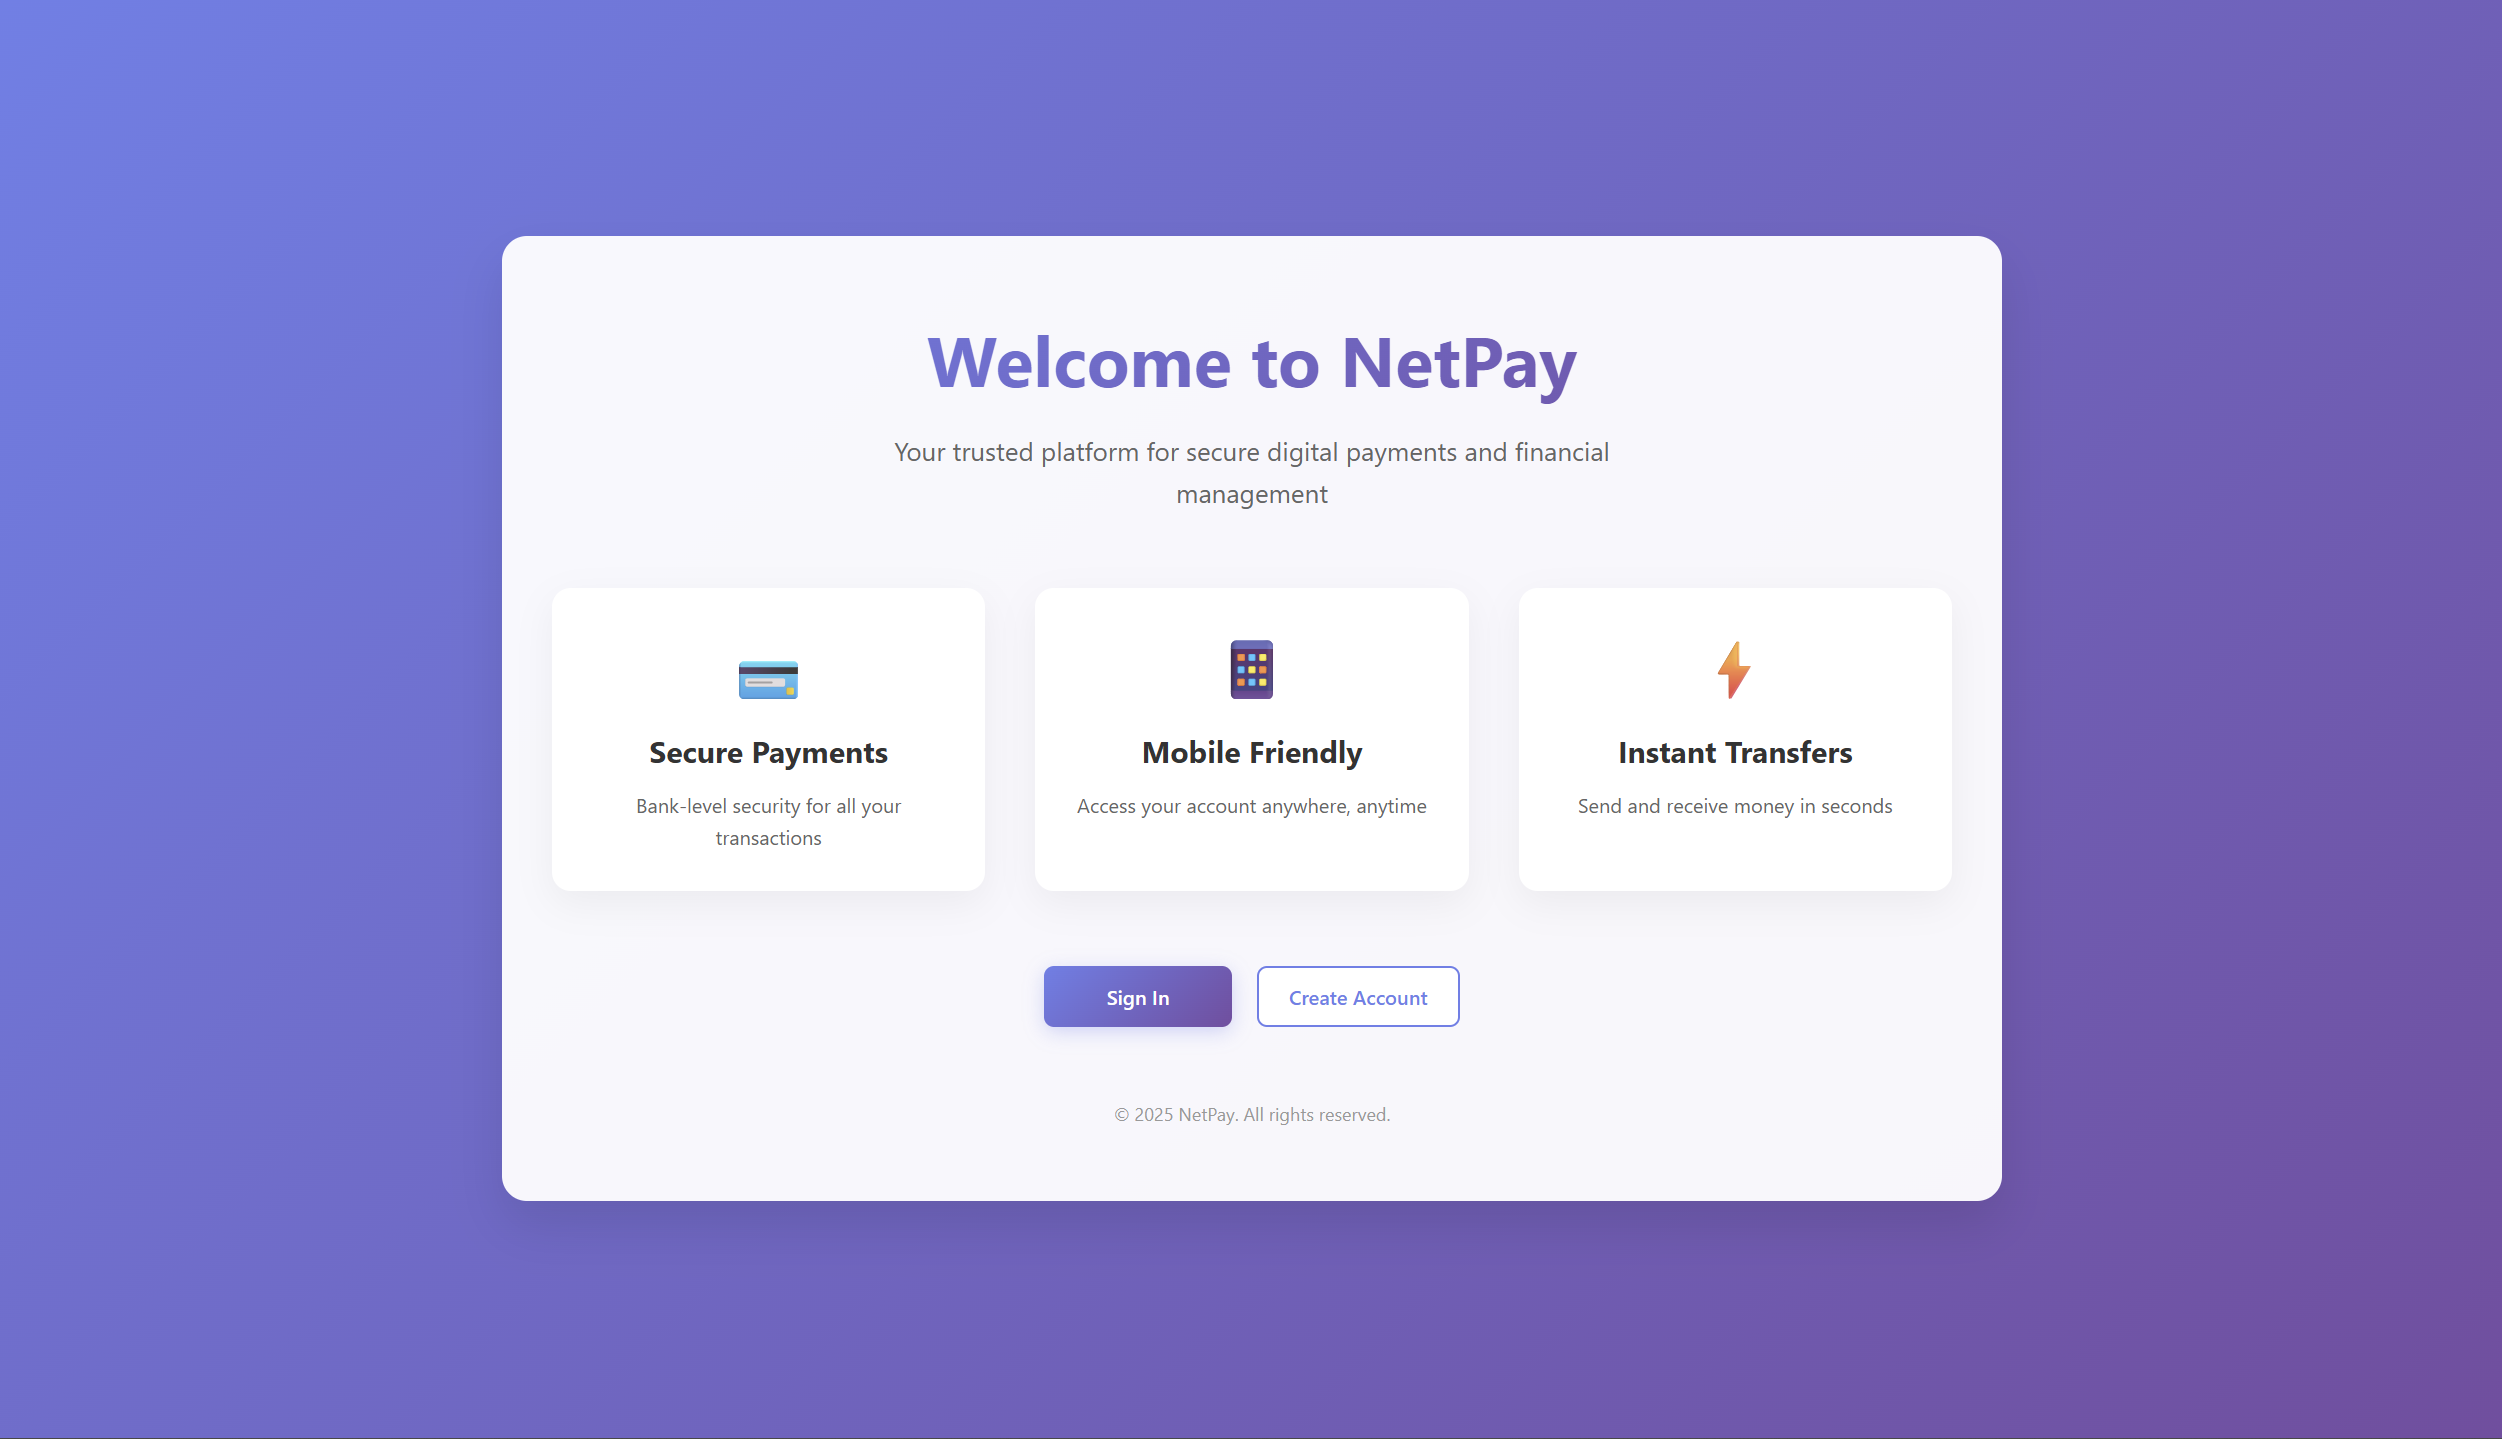 Welcome to NetPay
Your trusted platform for secure digital payments and financial
management
Secure Payments
Bank-level security for all your
transactions
Mobile Friendly
Access your account anywhere, anytime
Instant Transfers
Send and receive money in seconds
Sign In
Create Account
© 2025 NetPay. All rights reserved.